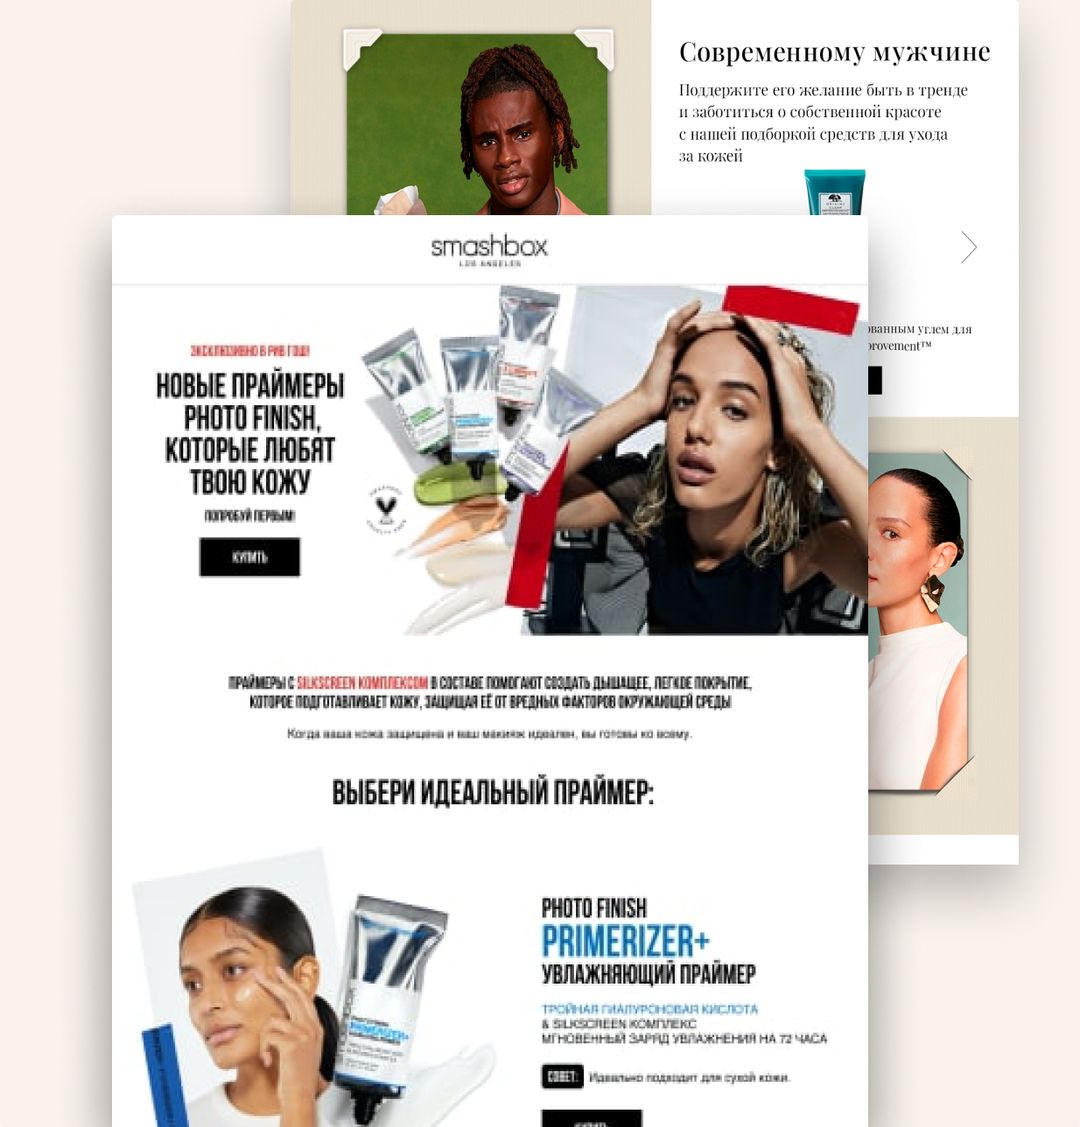 Современному мужчине
Поддержите его желание быть в тренде
и заботиться о собственной красоте
с нашей подборкой средств для ухода
за кожей
ORIGINS
ованным углем для
provement™
smashbox
LOS ANGELES
ЭКСКЛЮЗИВНО В РИВ ГОШ!
НОВЫЕ ПРАЙМЕРЫ
PHOTO FINISH,
КОТОРЫЕ ЛЮБЯТ
ТВОЮ КОЖУ
ПОПРОБУЙ ПЕРВЫМ!
КУПИТЬ
PRIMERIZER+
ПРАЙМЕРЫ С SILKSCREEN КОМПЛЕКСОМ В СОСТАВЕ ПОМОГАЮТ СОЗДАТЬ ДЫШАЩЕЕ, ЛЕГКОЕ ПОКРЫТИЕ,
КОТОРОЕ ПОДГОТАВЛИВАЕТ КОЖУ, ЗАЩИЩАЯ ЕЁ ОТ ВРЕДНЫХ ФАКТОРОВ ОКРУЖАЮЩЕЙ СРЕДЫ
Когда ваша кожа защищена и ваш макияж идеален, вы готовы ко всему.
ВЫБЕРИ ИДЕАЛЬНЫЙ ПРАЙМЕР:
PRIMERIZER+
PHOTO FINISH
PRIMERIZER+
УВЛАЖНЯЮЩИЙ ПРАЙМЕР
ТРОЙНАЯ ГИАЛУРОНОВАЯ КИСЛОТА
& SILKSCREEN КОМПЛЕКС
МГНОВЕННЫЙ ЗАРЯД УВЛАЖНЕНИЯ НА 72 ЧАСА
СОВЕТ: Идеально подходит для сухой кожи.
КУПИТЬ